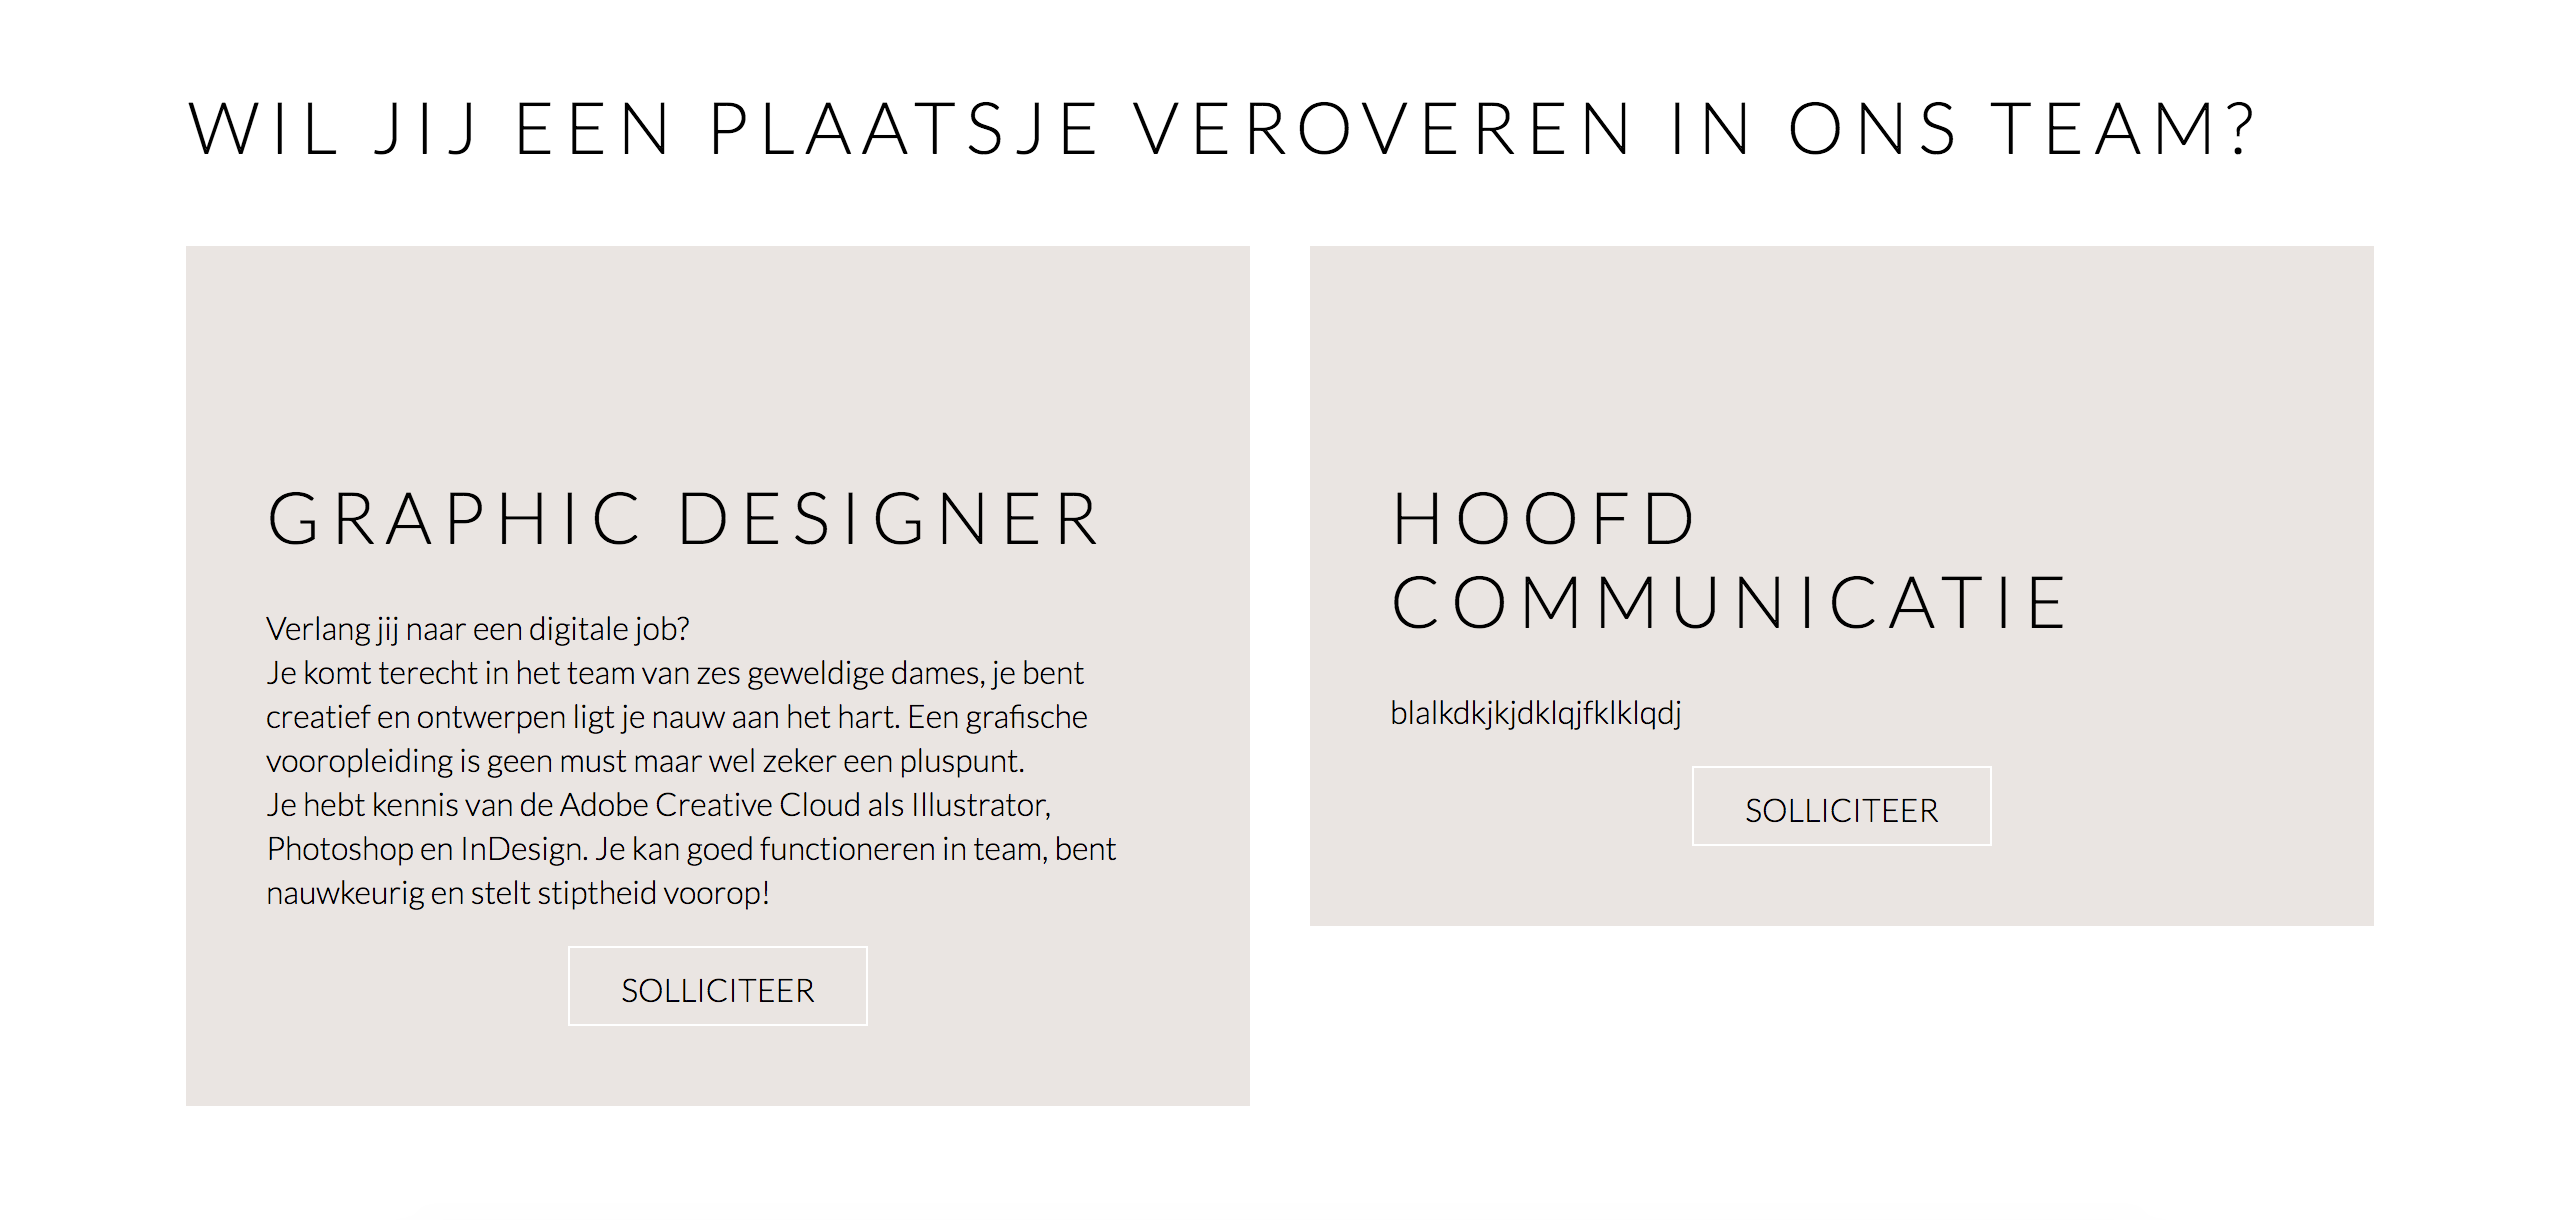 WIL JIJ EEN PLAATSJE VEROVEREN IN ONS TEAM?
GRAPHIC DESIGNER
Verlang jij naar een digitale job?
Je komt terecht in het team van zes geweldige dames, je bent
creatief en ontwerpen ligt je nauw aan het hart. Een grafische
vooropleiding is geen must maar wel zeker een pluspunt.
Je hebt kennis van de Adobe Creative Cloud als Illustrator,
Photoshop en InDesign. Je kan goed functioneren in team, bent
nauwkeurig en stelt stiptheid voorop!
SOLLICITEER
HOOFD
COMMUNICATIE
blalkdkjkjdklqjfklklqdj
SOLLICITEER